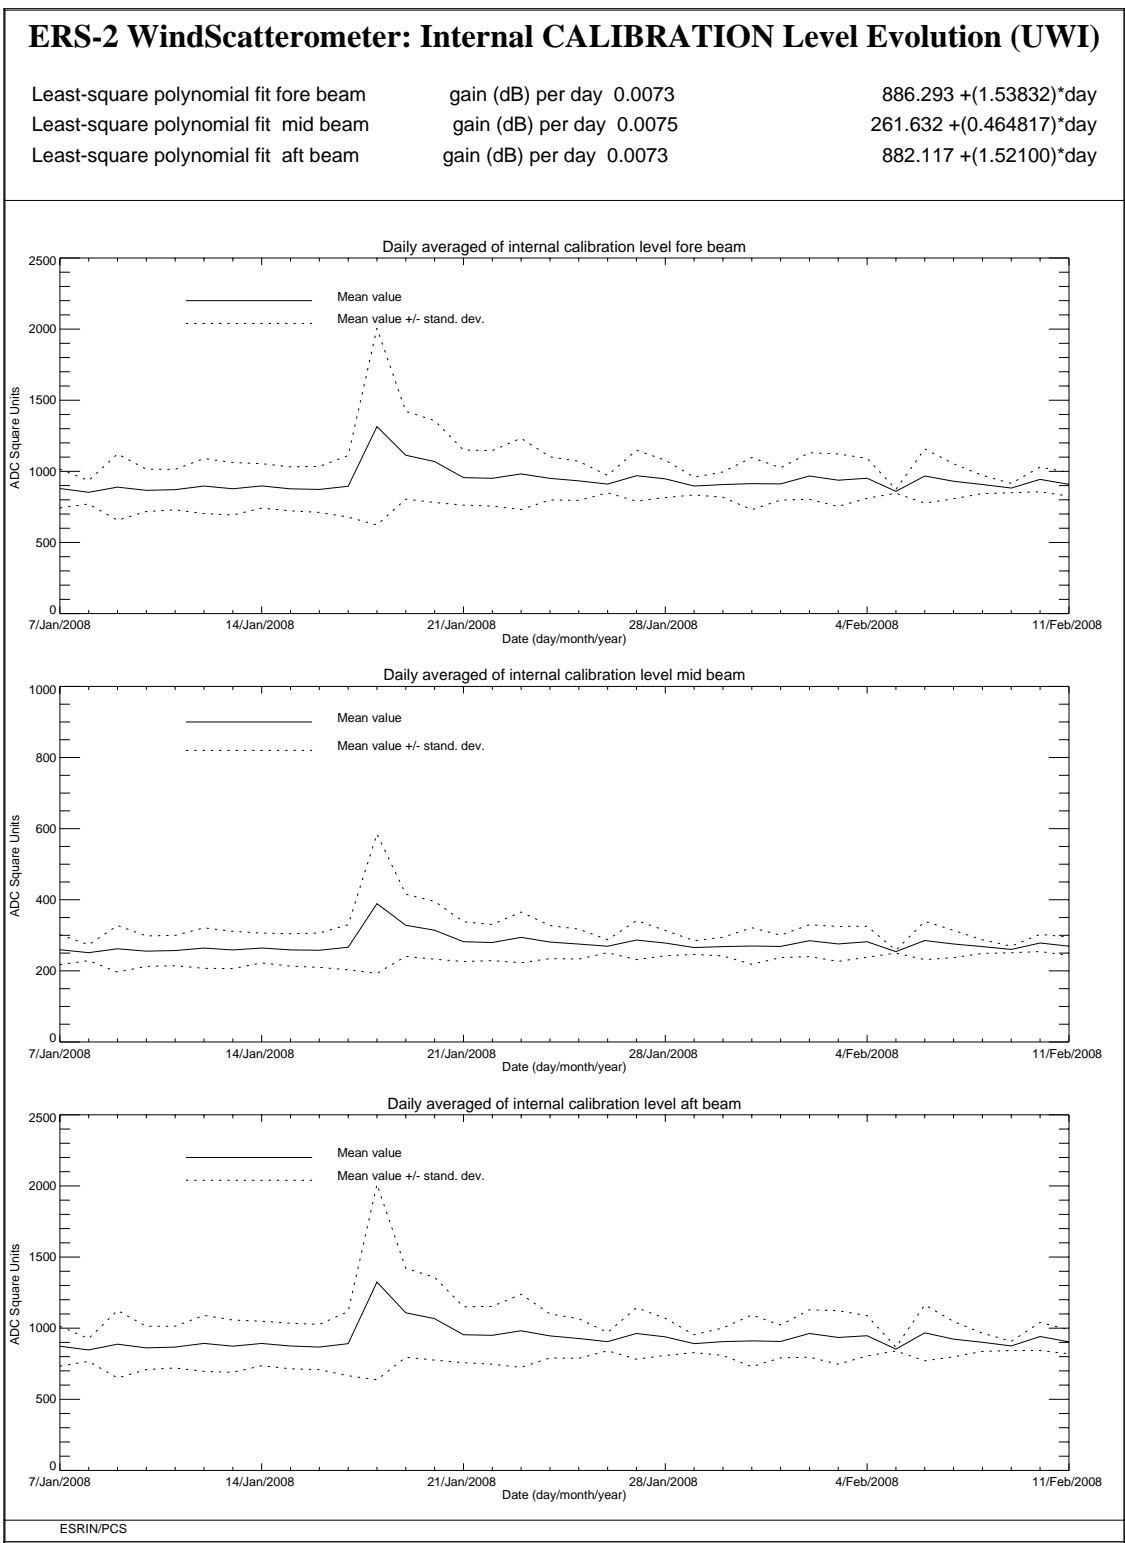 ERS-2 WindScatterometer: Internal CALIBRATION Level Evolution (UWI)
Least-square polynomial fit fore beam gain (dB) per day 0.0073 886.293 +(1.53832)*day
Least-square polynomial fit mid beam gain (dB) per day 0.0075 261.632 +(0.464817)*day
Least-square polynomial fit aft beam gain (dB) per day 0.0073 882.117 +(1.52100)*day
Daily averaged of internal calibration level fore beam
2500
2000
1500
1000
500
0
ADC Square Units
Mean value
Mean value +/- stand. dev.
7/Jan/2008 14/Jan/2008 21/Jan/2008 28/Jan/2008 4/Feb/2008 11/Feb/2008
Date (day/month/year)
Daily averaged of internal calibration level mid beam
1000
800
600
400
200
0
ADC Square Units
Mean value
Mean value +/- stand. dev.
7/Jan/2008 14/Jan/2008 21/Jan/2008 28/Jan/2008 4/Feb/2008 11/Feb/2008
Date (day/month/year)
Daily averaged of internal calibration level aft beam
2500
2000
1500
1000
500
0
ADC Square Units
Mean value
Mean value +/- stand. dev.
7/Jan/2008 14/Jan/2008 21/Jan/2008 28/Jan/2008 4/Feb/2008 11/Feb/2008
Date (day/month/year)
ESRIN/PCS